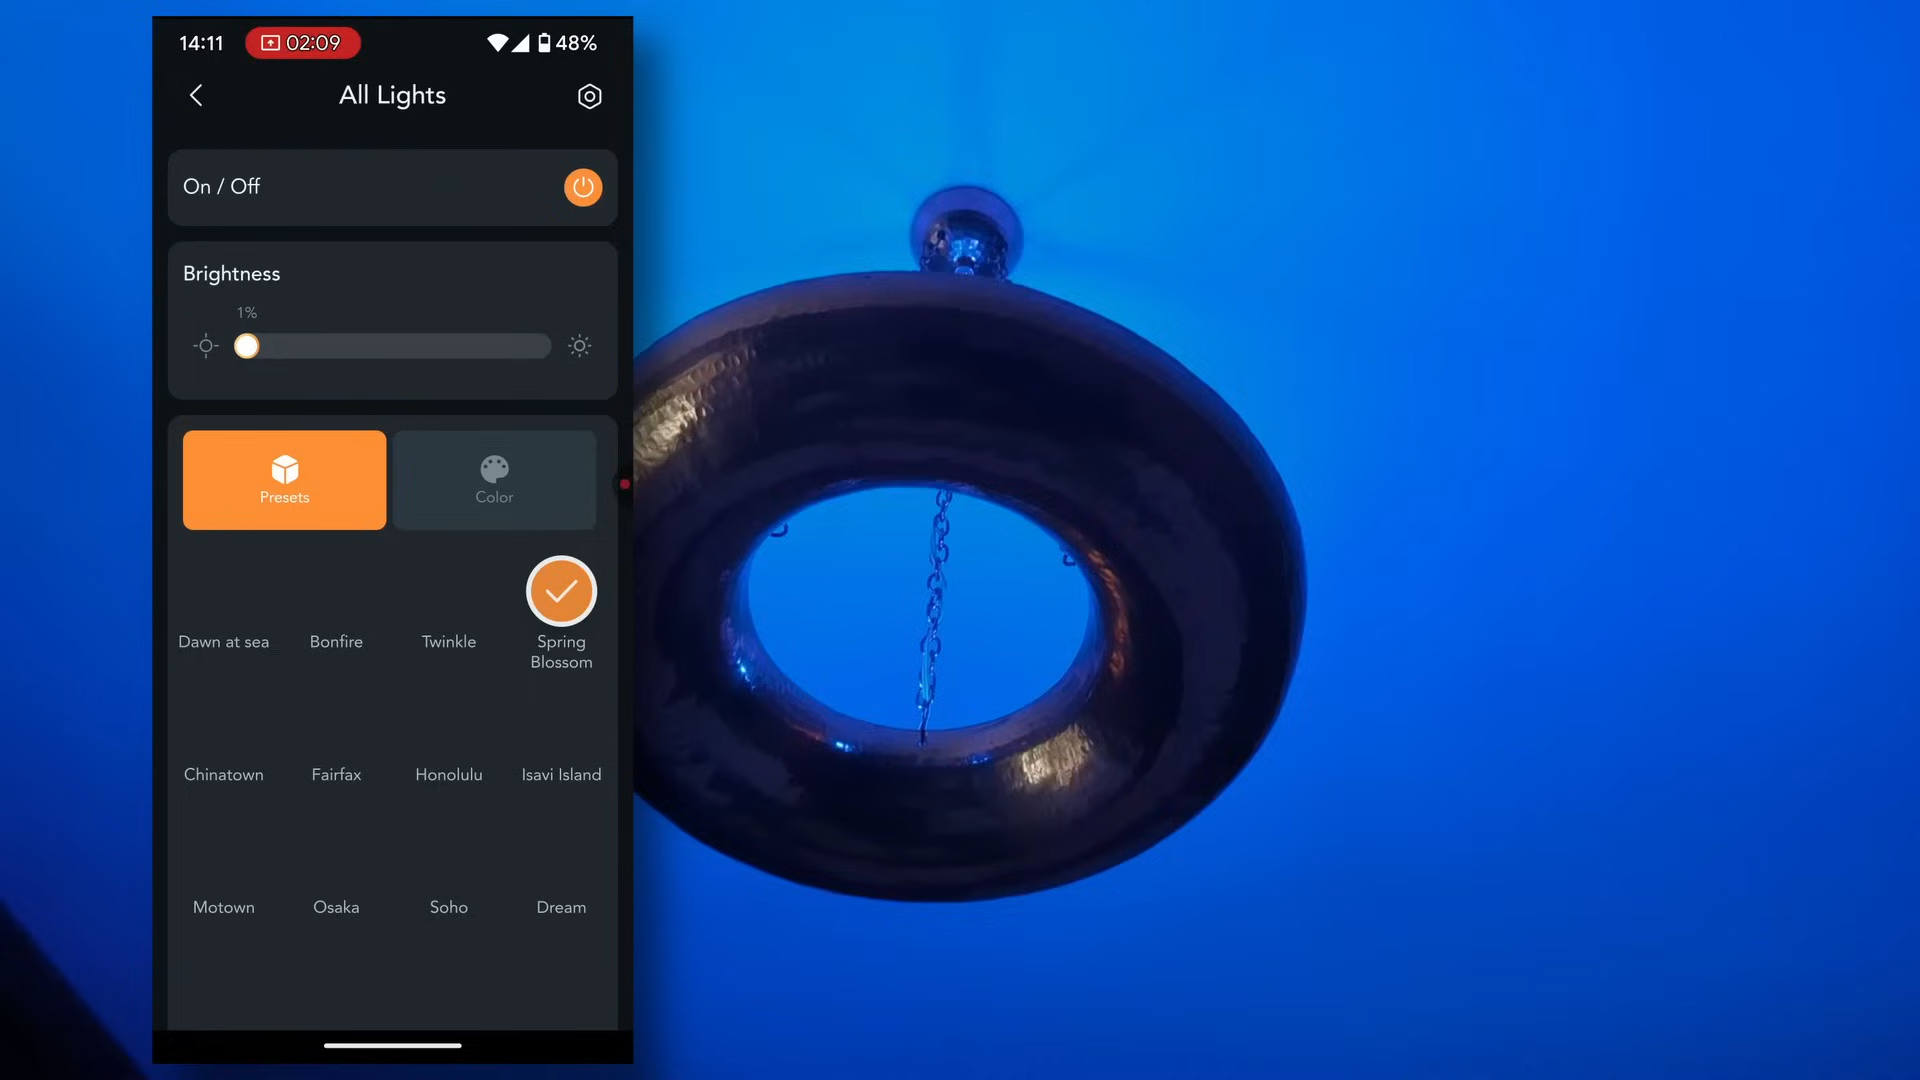 14:11
02:09
48%
All Lights
On / Off
Brightness
1%
Presets
Color
Dawn at sea
Bonfire
Twinkle
Spring
Blossom
Chinatown
Fairfax
Honolulu
Isavi Island
Motown
Osaka
Soho
Dream